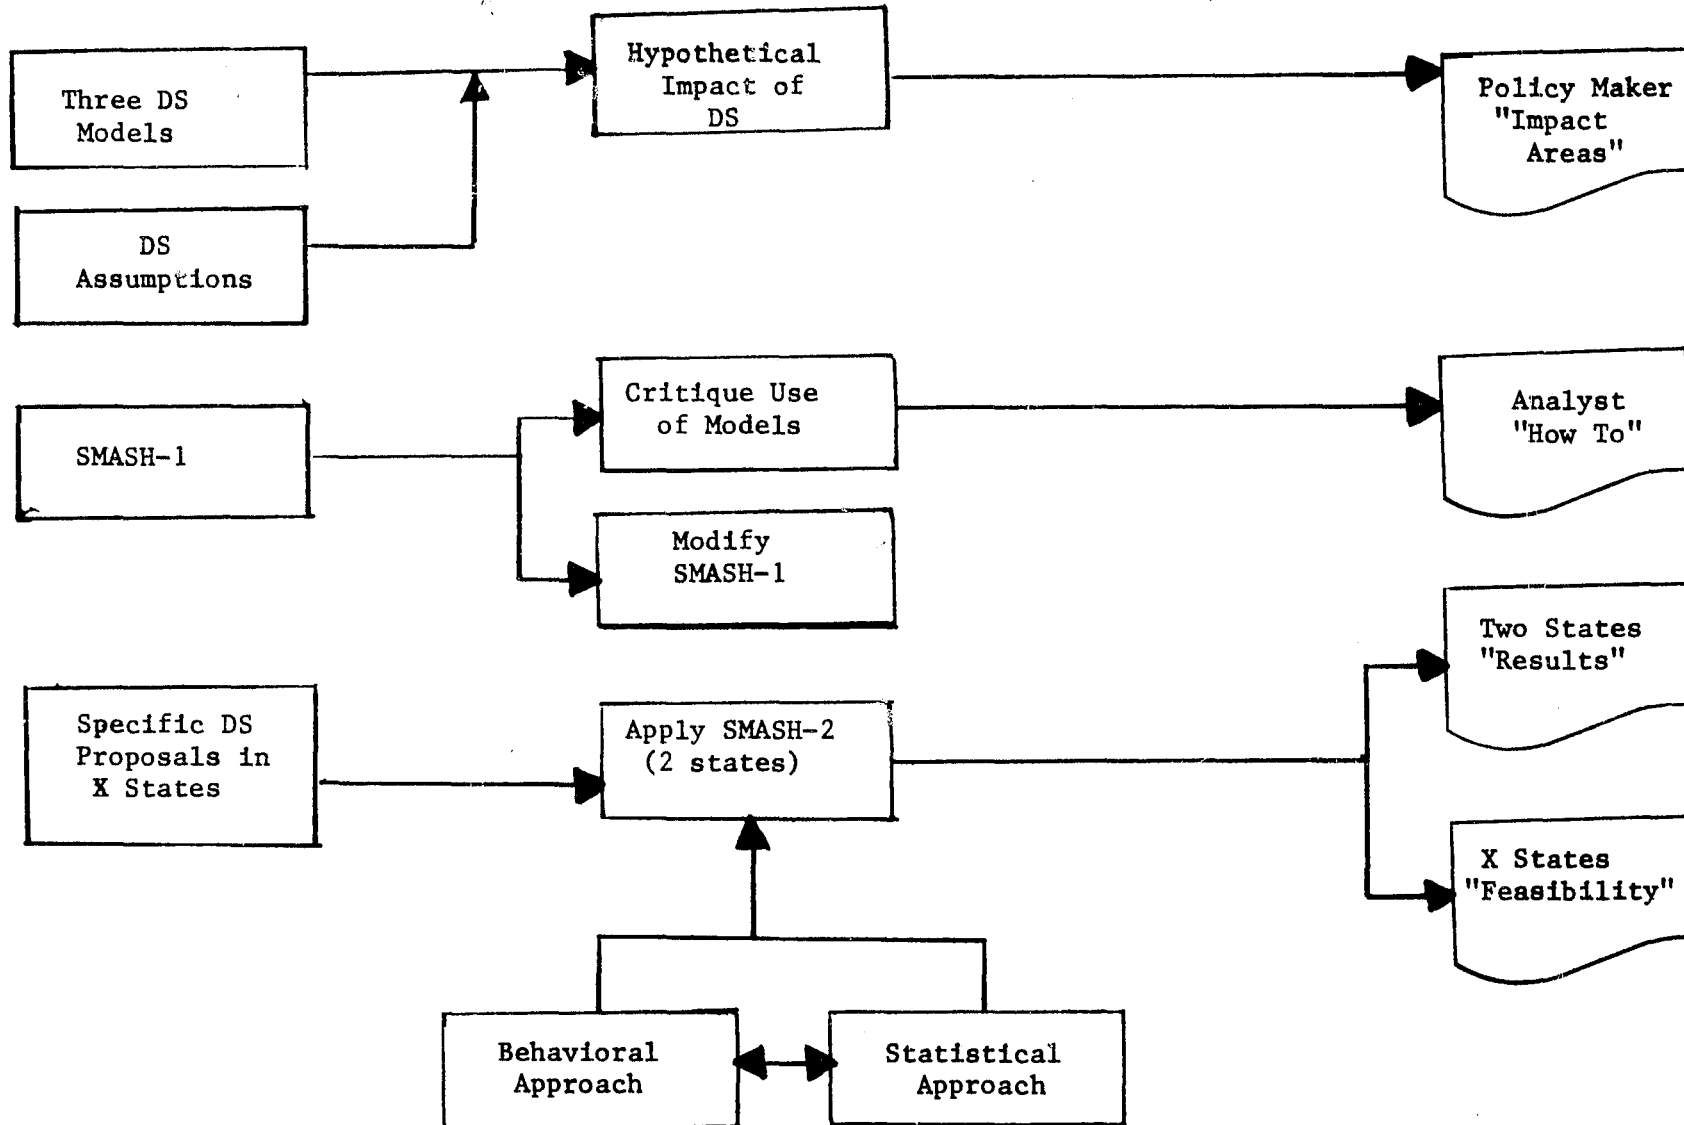 Three DS
Models
Hypothetical
Impact of
DS
Policy Maker
"Impact
Areas"
DS
Assumptions
SMASH-1
Critique Use
of Models
Analyst
"How To"
Modify
SMASH-1
Specific DS
Proposals in
X States
Apply SMASH-2
(2 states)
Two States
"Results"
X States
"Feasibility"
Behavioral
Approach
Statistical
Approach